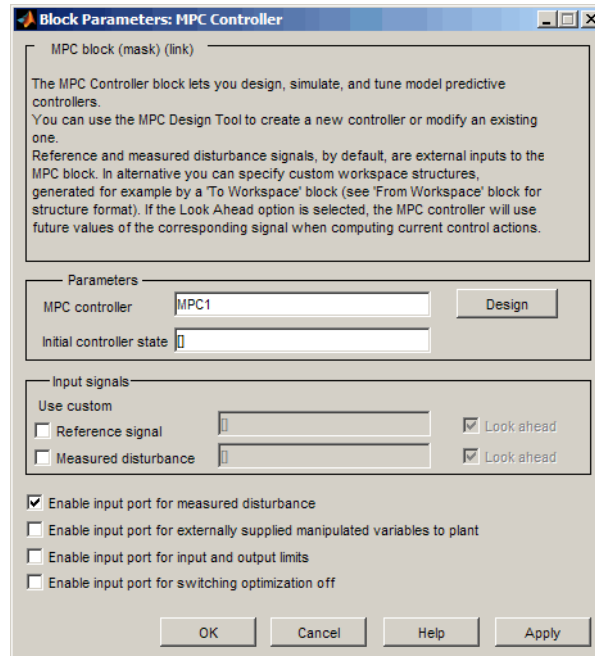 Block Parameters: MPC Controller
MPC block (mask) (link)
The MPC Controller block lets you design, simulate, and tune model predictive
controllers.
You can use the MPC Design Tool to create a new controller or modify an existing
one.
Reference and measured disturbance signals, by default, are external inputs to the
MPC block. In alternative you can specify custom workspace structures,
generated for example by a 'To Workspace' block (see 'From Workspace' block for
structure format). If the Look Ahead option is selected, the MPC controller will use
future values of the corresponding signal when computing current control actions.
Parameters
MPC controller MPC1 Design
Initial controller state []
Input signals
Use custom
Reference signal [] Look ahead
Measured disturbance [] Look ahead
Enable input port for measured disturbance
Enable input port for externally supplied manipulated variables to plant
Enable input port for input and output limits
Enable input port for switching optimization off
OK Cancel Help Apply